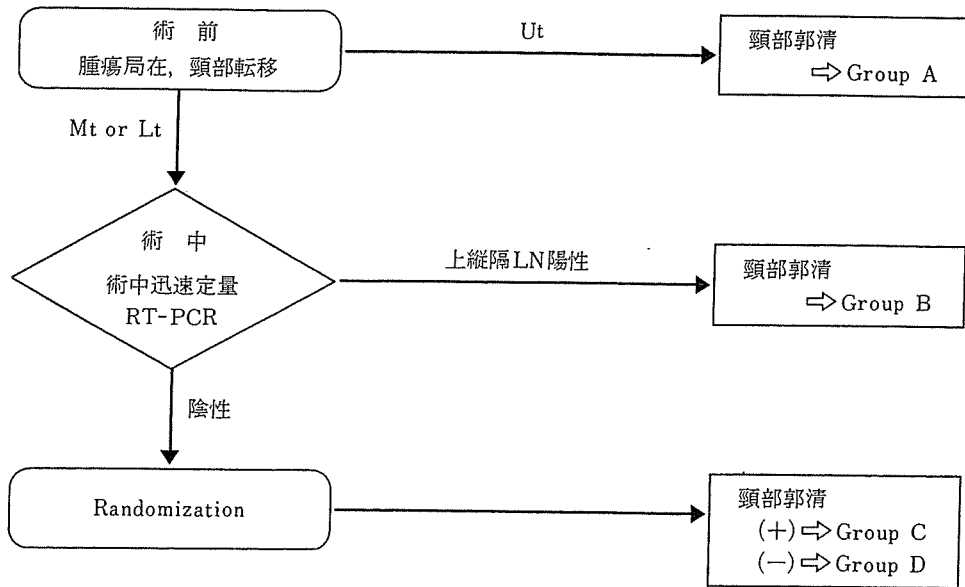 術 前
腫瘍局在，頸部転移
Ut
頸部郭清
⇨ Group A
Mt or Lt
術 中
術中迅速定量
RT-PCR
上縦隔LN陽性
頸部郭清
⇨ Group B
陰性
Randomization
頸部郭清
(+) ⇨ Group C
(−) ⇨ Group D